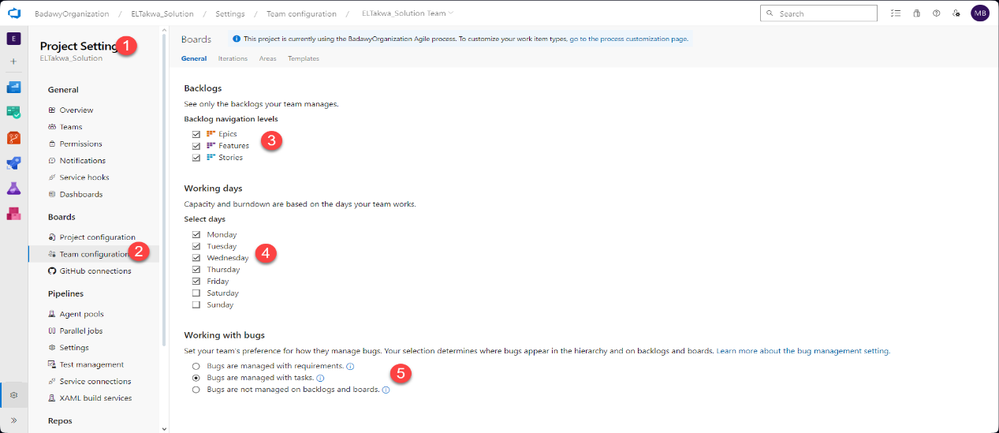 BadawyOrganization / ELTakwa_Solution / Settings / Team configuration / ELTakwa_Solution Team
Search
MB
E
Project Setting
1
ELTakwa_Solution
General
Overview
Teams
Permissions
Notifications
Service hooks
Dashboards
Boards
Project configuration
Team configuration
2
GitHub connections
Pipelines
Agent pools
Parallel jobs
Settings
Test management
Service connections
XAML build services
Repos
Boards
This project is currently using the BadawyOrganization Agile process. To customize your work item types, go to the process customization page.
General Iterations Areas Templates
Backlogs
See only the backlogs your team manages.
Backlog navigation levels
Epics
Features
Stories
3
Working days
Capacity and burndown are based on the days your team works.
Select days
Monday
Tuesday
Wednesday
Thursday
Friday
Saturday
Sunday
4
Working with bugs
Set your team's preference for how they manage bugs. Your selection determines where bugs appear in the hierarchy and on backlogs and boards. Learn more about the bug management setting.
Bugs are managed with requirements.
Bugs are managed with tasks.
Bugs are not managed on backlogs and boards.
5